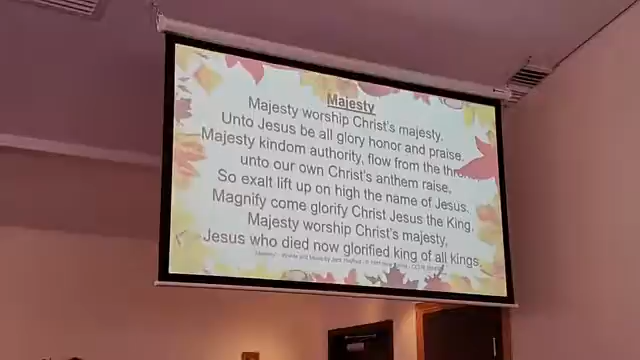 Majesty
Majesty worship Christ's majesty.
Unto Jesus be all glory honor and praise.
Majesty kindom authority, flow from the
unto our own Christ's anthem raise,
So exalt lift up on high the name of Jesus.
Magnify come glorify Christ Jesus the King.
Majesty worship Christ's majesty,
Jesus who died now glorified king of all kings.